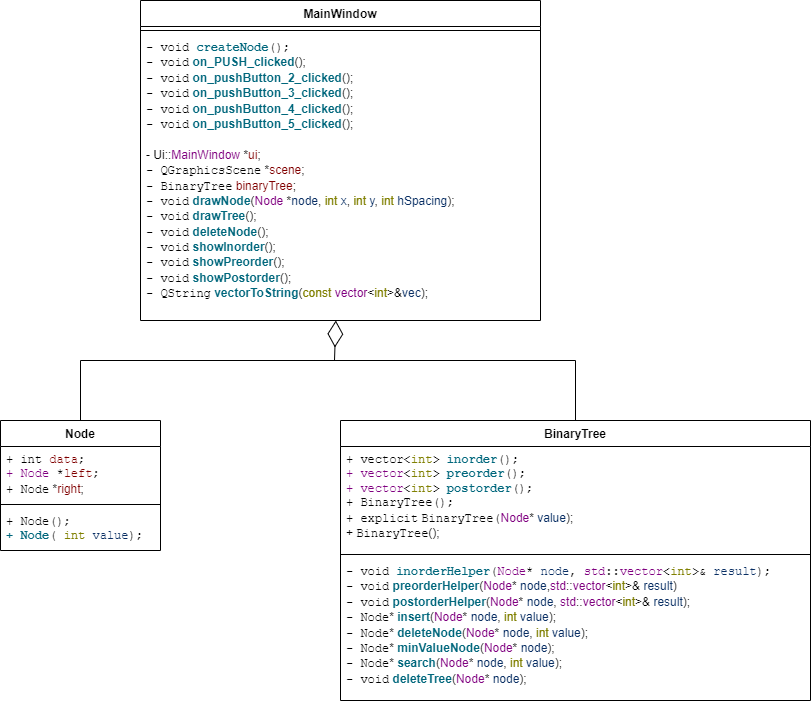 MainWindow
- void createNode();
- void on_PUSH_clicked();
- void on_pushButton_2_clicked();
- void on_pushButton_3_clicked();
- void on_pushButton_4_clicked();
- void on_pushButton_5_clicked();
- Ui::MainWindow *ui;
- QGraphicsScene *scene;
- BinaryTree binaryTree;
- void drawNode(Node *node, int x, int y, int hSpacing);
- void drawTree();
- void deleteNode();
- void showInorder();
- void showPreorder();
- void showPostorder();
- QString vectorToString(const vector<int>&vec);
Node
+ int data;
+ Node *left;
+ Node *right;
+ Node();
+ Node( int value);
BinaryTree
+ vector<int> inorder();
+ vector<int> preorder();
+ vector<int> postorder();
+ BinaryTree();
+ explicit BinaryTree(Node* value);
+ BinaryTree();
- void inorderHelper(Node* node, std::vector<int>& result);
- void preorderHelper(Node* node,std::vector<int>& result)
- void postorderHelper(Node* node, std::vector<int>& result);
- Node* insert(Node* node, int value);
- Node* deleteNode(Node* node, int value);
- Node* minValueNode(Node* node);
- Node* search(Node* node, int value);
- void deleteTree(Node* node);